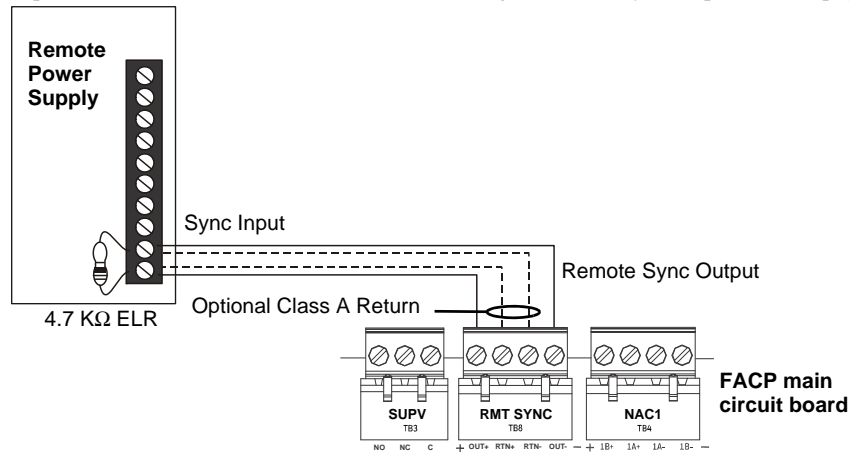 Remote
Power
Supply
Sync Input
Remote Sync Output
Optional Class A Return
4.7 KΩ ELR
SUPV
TB3
RMT SYNC
TB8
NAC1
TB4
FACP main
circuit board
NO NC C
+ OUT+ RTN+ RTN- OUT- −
+ 1B+ 1A+ 1A- 1B- −